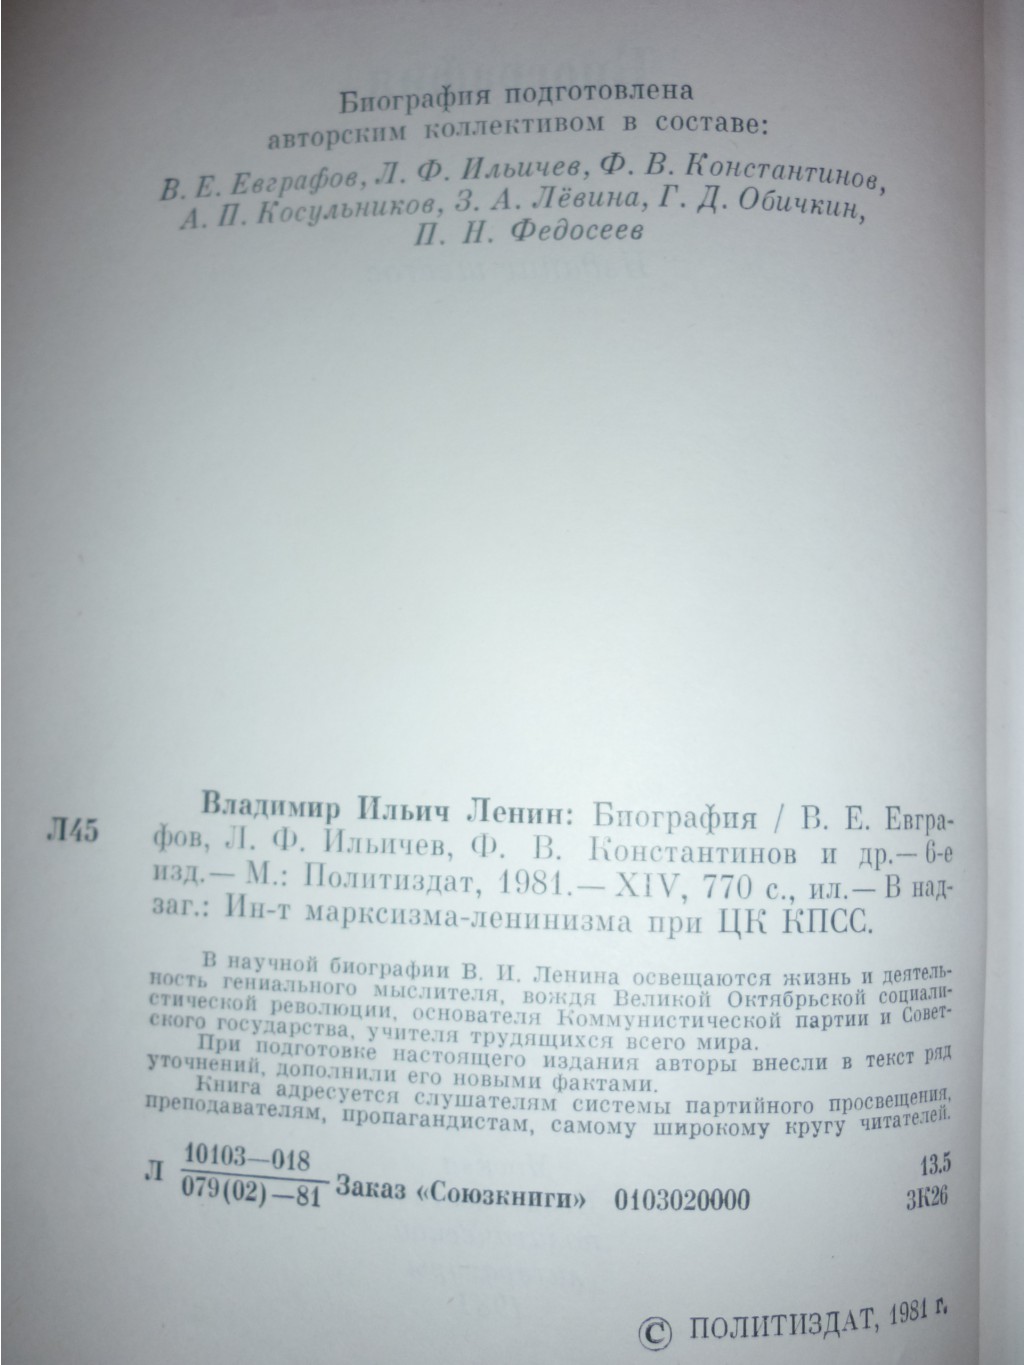 Биография подготовлена
авторским коллективом в составе:
В. Е. Евграфов, Л. Ф. Ильичев, Ф. В. Константинов,
А. П. Косульников, З. А. Лёвина, Г. Д. Обичкин,
П. Н. Федосеев
Владимир Ильич Ленин: Биография / В. Е. Евгра-
Л45
фов, Л. Ф. Ильичев, Ф. В. Константинов и др.— 6-е
изд.— М.: Политиздат, 1981.— XIV, 770 с., ил.— В над-
заг.: Ин-т марксизма-ленинизма при ЦК КПСС.
В научной биографии В. И. Ленина освещаются жизнь и деятель-
ность гениального мыслителя, вождя Великой Октябрьской социали-
стической революции, основателя Коммунистической партии и Совет-
ского государства, учителя трудящихся всего мира.
При подготовке настоящего издания авторы внесли в текст ряд
уточнений, дополнили его новыми фактами.
Книга адресуется слушателям системы партийного просвещения,
преподавателям, пропагандистам, самому широкому кругу читателей.
Л 10103—018
079(02)—81 Заказ «Союзкниги» 0103020000
13.5
3К26
© ПОЛИТИЗДАТ, 1981 г.